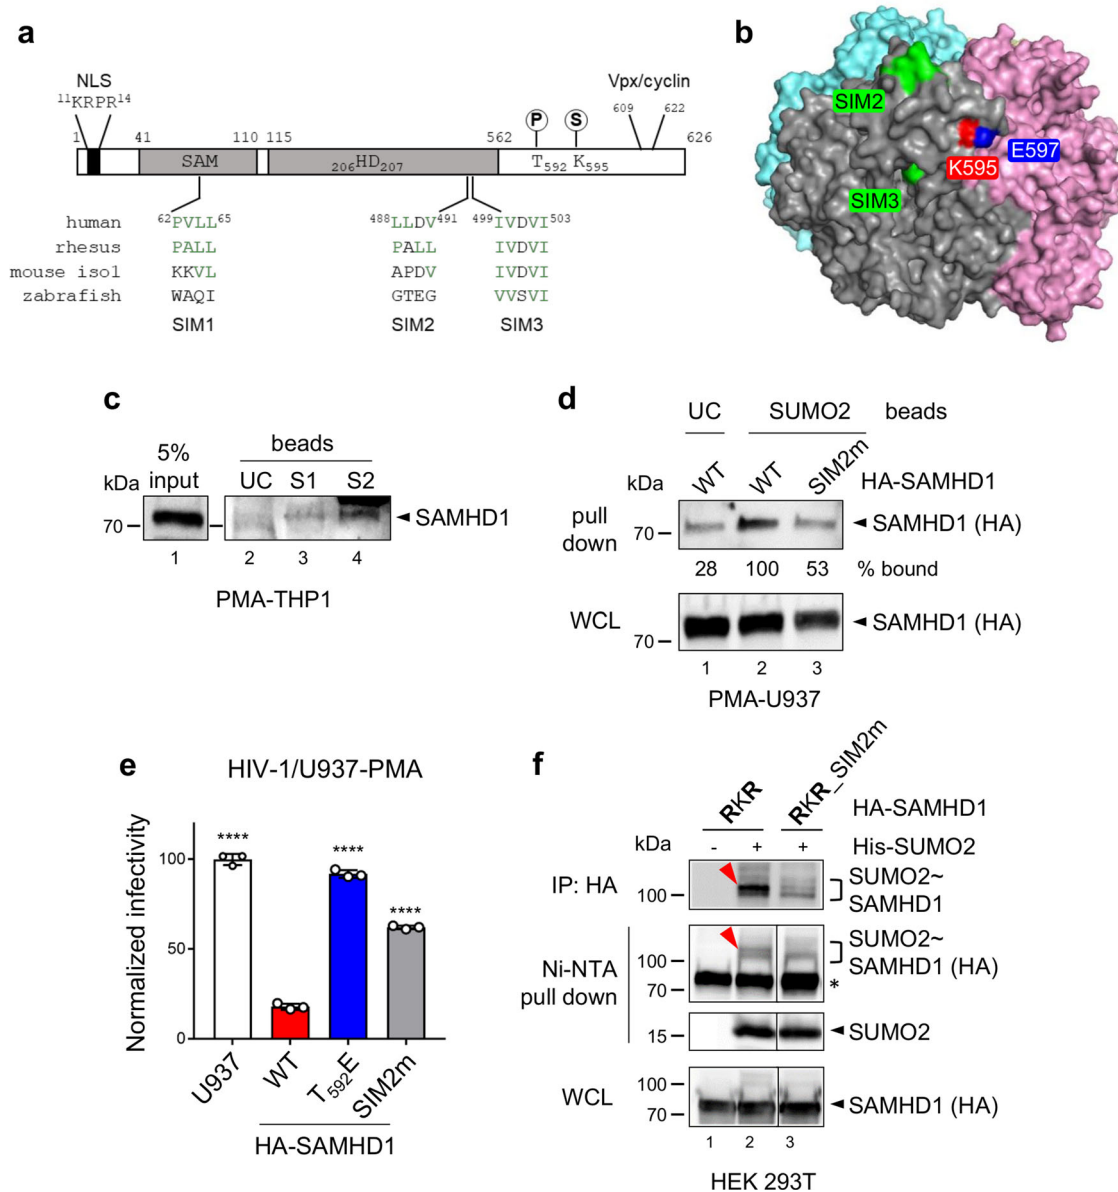 a
NLS
¹¹KRPR¹⁴
Vpx/cyclin
609 622
P S
1 41 110 115 562 626
SAM ₂₀₆HD₂₀₇ T₅₉₂ K₅₉₅
human ⁶²PVLL⁶⁵ ⁴⁸⁸LLDV⁴⁹¹ ⁴⁹⁹IVDVI⁵⁰³
rhesus PALL PALL IVDVI
mouse iso1 KKVL APDV IVDVI
zabrafish WAQI GTEG VVSVI
SIM1 SIM2 SIM3
b
SIM2
E597
K595
SIM3
c
5% input
beads
kDa UC S1 S2
70
SAMHD1
1 2 3 4
PMA-THP1
d
UC SUMO2 beads
kDa WT WT SIM2m HA-SAMHD1
pull down
70
SAMHD1 (HA)
28 100 53 % bound
WCL
70
SAMHD1 (HA)
1 2 3
PMA-U937
e
HIV-1/U937-PMA
Normalized infectivity
100
50
0
**** **** ****
U937 WT T₅₉₂E SIM2m
HA-SAMHD1
f
RKR RKR_SIM2m HA-SAMHD1
kDa - + + His-SUMO2
IP: HA
100
SUMO2~
SAMHD1
Ni-NTA
pull down
100
70
SUMO2~
SAMHD1 (HA)
*
15
SUMO2
WCL
100
70
SAMHD1 (HA)
1 2 3
HEK 293T